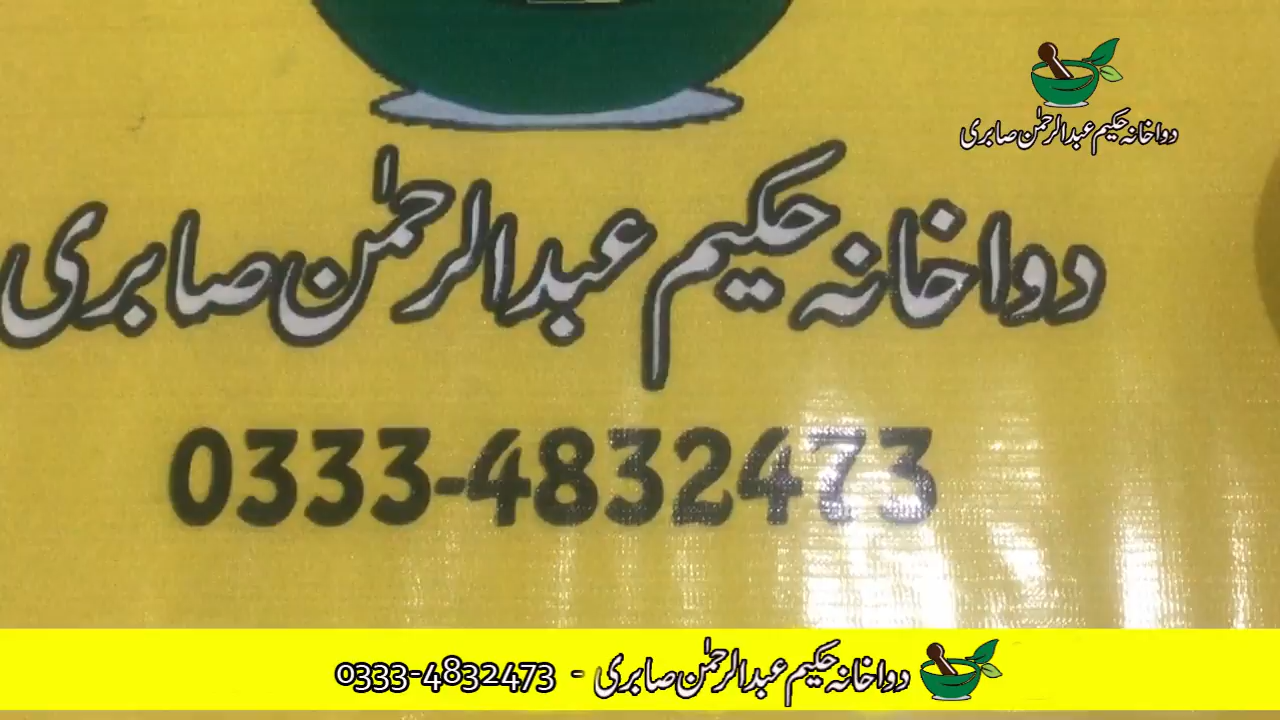 دواخانہ حکیم عبدالرحمٰن صابری
دواخانہ حکیم عبدالرحمٰن صابری
0333-4832473
دواخانہ حکیم عبدالرحمٰن صابری - 0333-4832473